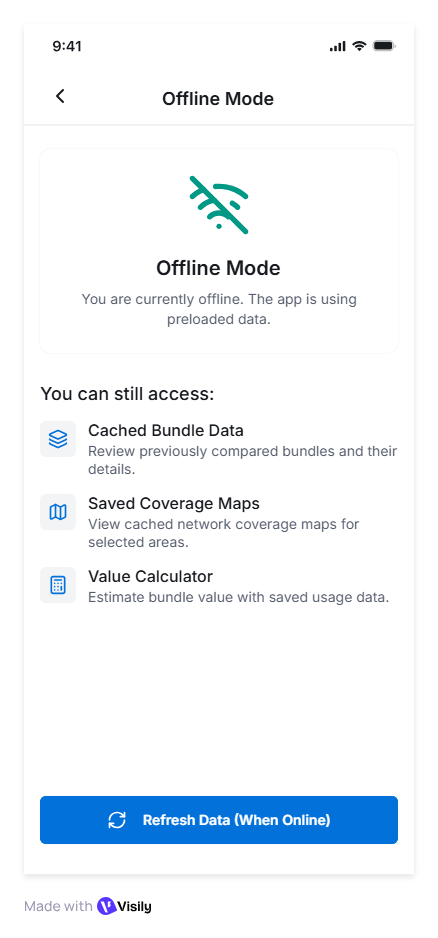 9:41
Offline Mode
Offline Mode
You are currently offline. The app is using
preloaded data.
You can still access:
Cached Bundle Data
Review previously compared bundles and their
details.
Saved Coverage Maps
View cached network coverage maps for
selected areas.
Value Calculator
Estimate bundle value with saved usage data.
Refresh Data (When Online)
Made with Visily